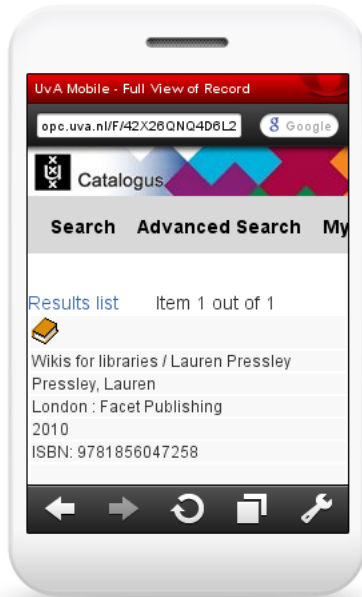 UvA Mobile - Full View of Record
opc.uva.nl/F/42X26QNQ4D6L2
g Google
Catalogus
Search Advanced Search My
Results list Item 1 out of 1
Wikis for libraries / Lauren Pressley
Pressley, Lauren
London : Facet Publishing
2010
ISBN: 9781856047258